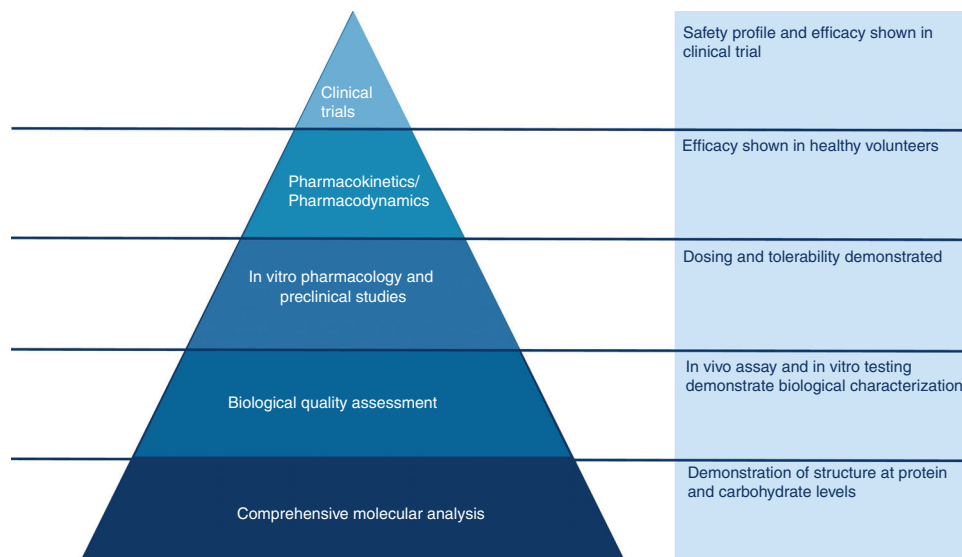 Safety profile and efficacy shown in
clinical trial
Clinical
trials
Efficacy shown in healthy volunteers
Pharmacokinetics/
Pharmacodynamics
Dosing and tolerability demonstrated
In vitro pharmacology and
preclinical studies
In vivo assay and in vitro testing
demonstrate biological characterization
Biological quality assessment
Demonstration of structure at protein
and carbohydrate levels
Comprehensive molecular analysis